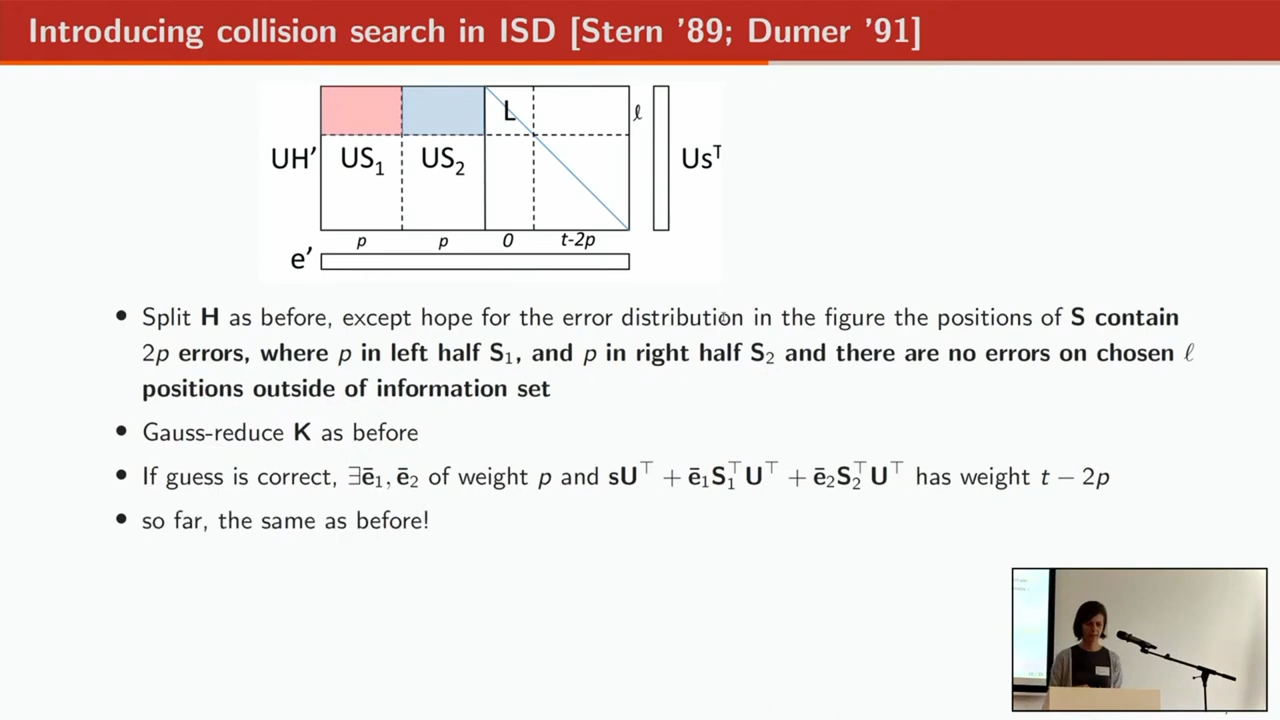 Introducing collision search in ISD [Stern '89; Dumer '91]
L ℓ
UH' US₁ US₂ Usᵀ
p p 0 t-2p
e'
• Split H as before, except hope for the error distribution in the figure the positions of S contain
2p errors, where p in left half S₁, and p in right half S₂ and there are no errors on chosen ℓ
positions outside of information set
• Gauss-reduce K as before
• If guess is correct, ∃ē₁, ē₂ of weight p and sU⊤ + ē₁S₁⊤U⊤ + ē₂S₂⊤U⊤ has weight t − 2p
• so far, the same as before!